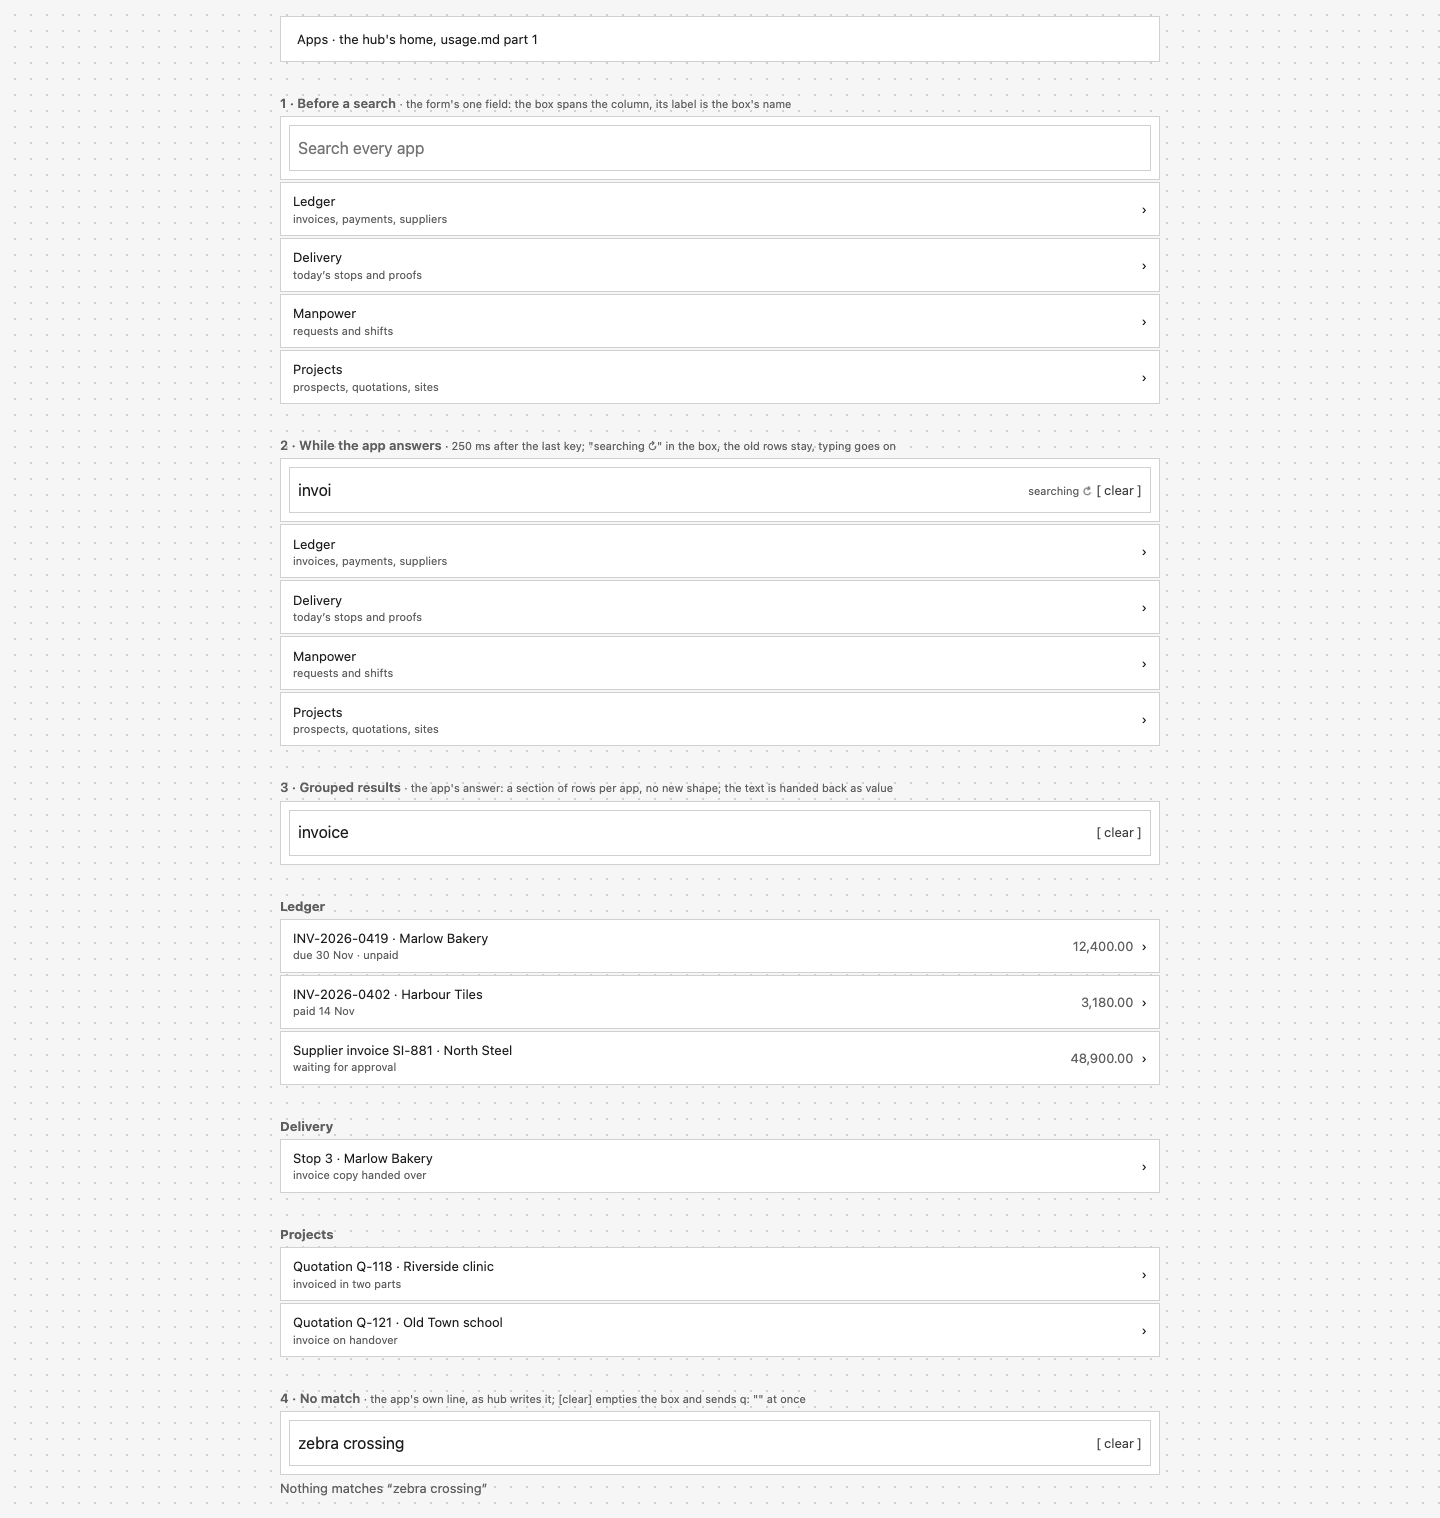 Apps · the hub's home, usage.md part 1
1 · Before a search · the form's one field: the box spans the column, its label is the box's name
Search every app
Ledger
invoices, payments, suppliers
›
Delivery
today's stops and proofs
›
Manpower
requests and shifts
›
Projects
prospects, quotations, sites
›
2 · While the app answers · 250 ms after the last key; "searching ↻" in the box, the old rows stay, typing goes on
invoi searching ↻ [ clear ]
Ledger
invoices, payments, suppliers
›
Delivery
today's stops and proofs
›
Manpower
requests and shifts
›
Projects
prospects, quotations, sites
›
3 · Grouped results · the app's answer: a section of rows per app, no new shape; the text is handed back as value
invoice [ clear ]
Ledger
INV-2026-0419 · Marlow Bakery
due 30 Nov · unpaid
12,400.00 ›
INV-2026-0402 · Harbour Tiles
paid 14 Nov
3,180.00 ›
Supplier invoice SI-881 · North Steel
waiting for approval
48,900.00 ›
Delivery
Stop 3 · Marlow Bakery
invoice copy handed over
›
Projects
Quotation Q-118 · Riverside clinic
invoiced in two parts
›
Quotation Q-121 · Old Town school
invoice on handover
›
4 · No match · the app's own line, as hub writes it; [clear] empties the box and sends q: "" at once
zebra crossing [ clear ]
Nothing matches “zebra crossing”